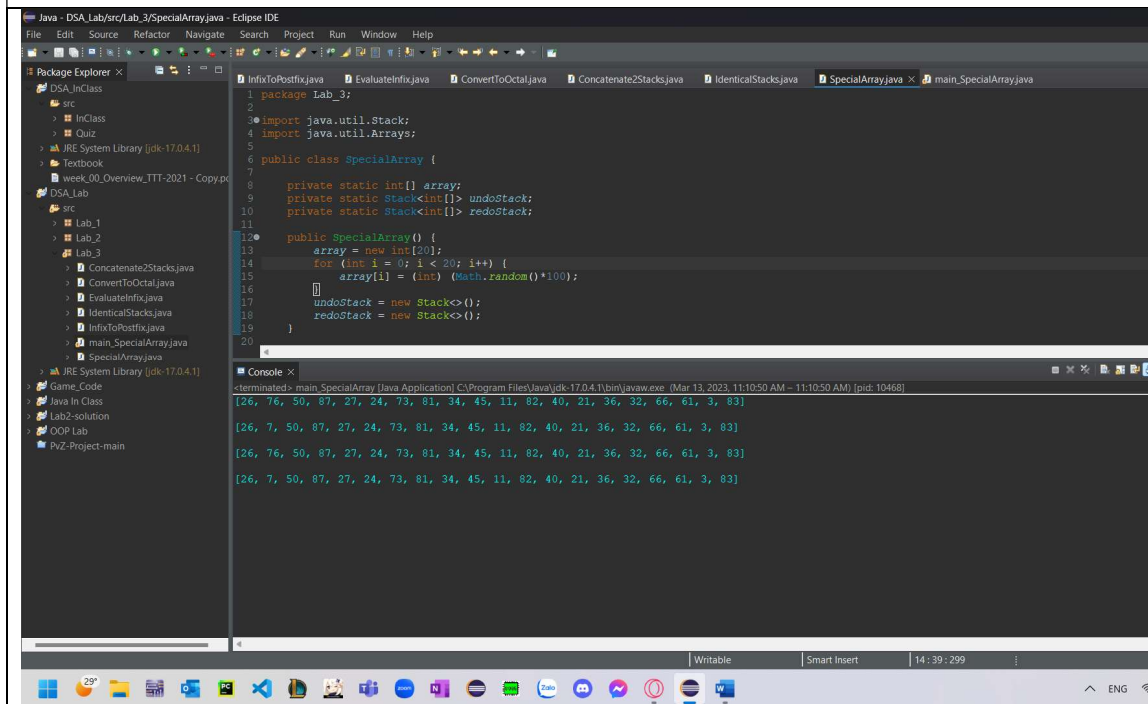 Java - DSA_Lab/src/Lab_3/SpecialArray.java - Eclipse IDE
File Edit Source Refactor Navigate Search Project Run Window Help
Package Explorer
DSA_InClass
src
InClass
Quiz
JRE System Library [jdk-17.0.4.1]
Textbook
week_00_Overview_TTT-2021 - Copy.pd
DSA_Lab
src
Lab_1
Lab_2
Lab_3
Concatenate2Stacks.java
ConvertToOctal.java
EvaluateInfix.java
IdenticalStacks.java
InfixToPostfix.java
main_SpecialArray.java
SpecialArray.java
JRE System Library [jdk-17.0.4.1]
Game_Code
Java In Class
Lab2-solution
OOP Lab
PvZ-Project-main
InfixToPostfix.java EvaluateInfix.java ConvertToOctal.java Concatenate2Stacks.java IdenticalStacks.java SpecialArray.java main_SpecialArray.java
1 package Lab_3;
2
3 import java.util.Stack;
4 import java.util.Arrays;
5
6 public class SpecialArray {
7
8 private static int[] array;
9 private static Stack<int[]> undoStack;
10 private static Stack<int[]> redoStack;
11
12 public SpecialArray() {
13 array = new int[20];
14 for (int i = 0; i < 20; i++) {
15 array[i] = (int) (Math.random()*100);
16 }
17 undoStack = new Stack<>();
18 redoStack = new Stack<>();
19 }
20
Console
<terminated> main_SpecialArray [Java Application] C:\Program Files\Java\jdk-17.0.4.1\bin\javaw.exe (Mar 13, 2023, 11:10:50 AM – 11:10:50 AM) [pid: 10468]
[26, 76, 50, 87, 27, 24, 73, 81, 34, 45, 11, 82, 40, 21, 36, 32, 66, 61, 3, 83]
[26, 7, 50, 87, 27, 24, 73, 81, 34, 45, 11, 82, 40, 21, 36, 32, 66, 61, 3, 83]
[26, 76, 50, 87, 27, 24, 73, 81, 34, 45, 11, 82, 40, 21, 36, 32, 66, 61, 3, 83]
[26, 7, 50, 87, 27, 24, 73, 81, 34, 45, 11, 82, 40, 21, 36, 32, 66, 61, 3, 83]
Writable Smart Insert 14 : 39 : 299
29° zoom Zalo ENG